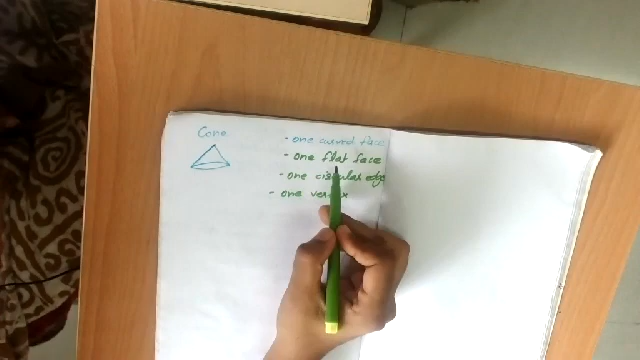 Cone
- one curved face
- one flat face
- one circular edge
- one vertex